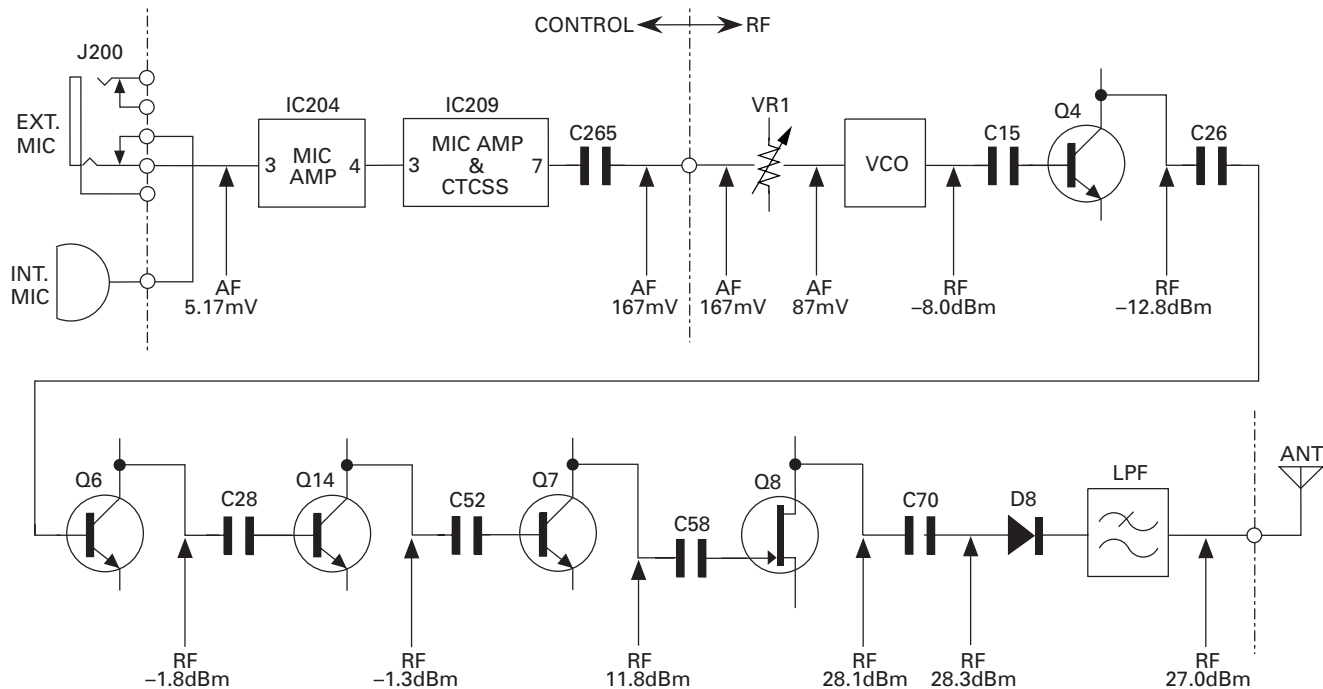 CONTROL RF
J200
EXT.
MIC
INT.
MIC
AF
5.17mV
IC204
3 MIC
AMP 4
IC209
3 MIC AMP
&
CTCSS 7
C265
AF
167mV
AF
167mV
VR1
AF
87mV
VCO
RF
–8.0dBm
C15
Q4
RF
–12.8dBm
C26
Q6
RF
–1.8dBm
C28
Q14
RF
–1.3dBm
C52
Q7
RF
11.8dBm
C58
Q8
RF
28.1dBm
C70
RF
28.3dBm
D8
LPF
RF
27.0dBm
ANT